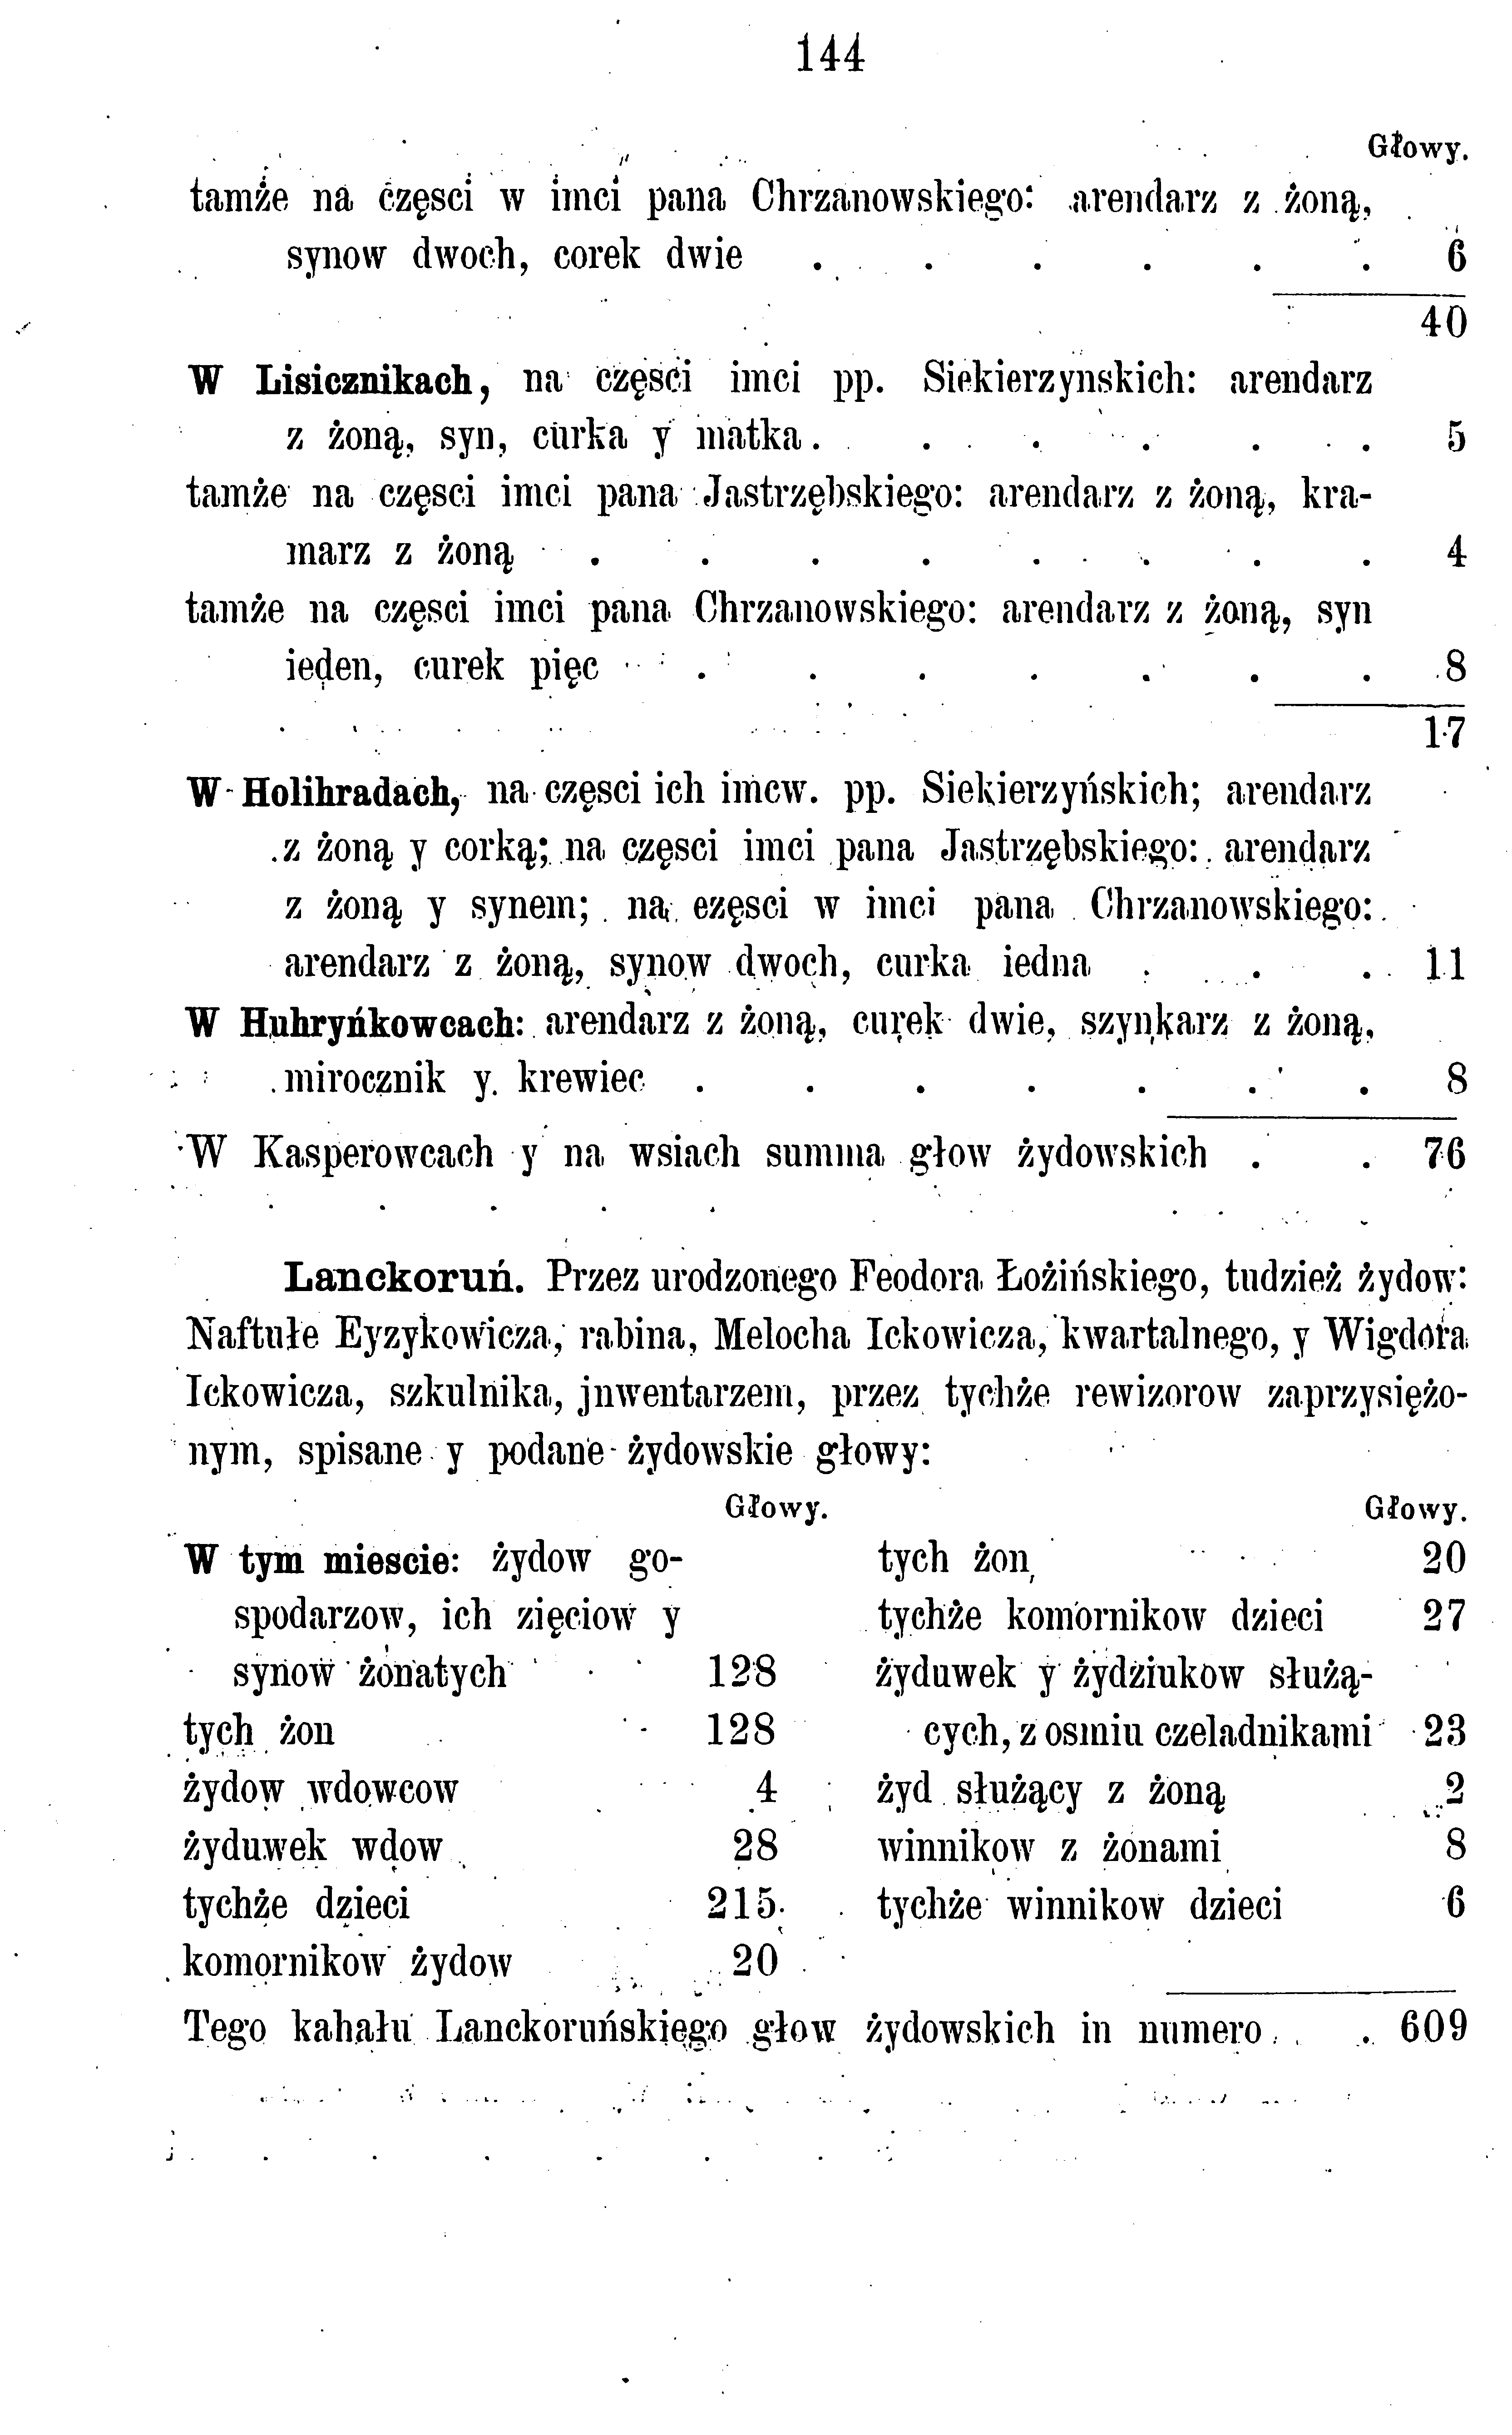 144
Głowy.
tamże na częsci w imci pana Chrzanowskiego: arendarz z żoną,
synow dwoch, corek dwie . . . . . . 6
40
W Lisicznikach, na częsci imci pp. Siekierzynskich: arendarz
z żoną, syn, curka y matka . . . . . . 5
tamże na częsci imci pana Jastrzębskiego: arendarz z żoną, kra-
marz z żoną . . . . . . . . 4
tamże na częsci imci pana Chrzanowskiego: arendarz z żoną, syn
ieden, curek pięc . . . . . . . 8
17
W Holihradach, na częsci ich imcw. pp. Siekierzyńskich; arendarz
z żoną y corką; na częsci imci pana Jastrzębskiego: arendarz
z żoną y synem; na ezęsci w imci pana Chrzanowskiego:
arendarz z żoną, synow dwoch, curka iedna . . . 11
W Huhryńkowcach: arendarz z żoną, curek dwie, szynkarz z żoną,
mirocznik y krewiec . . . . . . . 8
W Kasperowcach y na wsiach summa głow żydowskich . . 76
Lanckoruń. Przez urodzonego Feodora Łozińskiego, tudzież żydow:
Naftułe Eyzykowicza, rabina, Melocha Ickowicza, kwartalnego, y Wigdora
Ickowicza, szkulnika, jnwentarzem, przez tychże rewizorow zaprzysiężo-
nym, spisane y podane żydowskie głowy:
Głowy.
W tym miescie: żydow go-
spodarzow, ich zięciow y
synow żonatych 128
tych żon 128
żydow wdowcow 4
żyduwek wdow 28
tychże dzieci 215
komornikow żydow 20
Głowy.
tych żon 20
tychże komornikow dzieci 27
żyduwek y żydziukow służą-
cych, z osmiu czeladnikami 23
żyd służący z żoną 2
winnikow z żonami 8
tychże winnikow dzieci 6
Tego kahału Lanckoruńskiego głow żydowskich in numero . 609